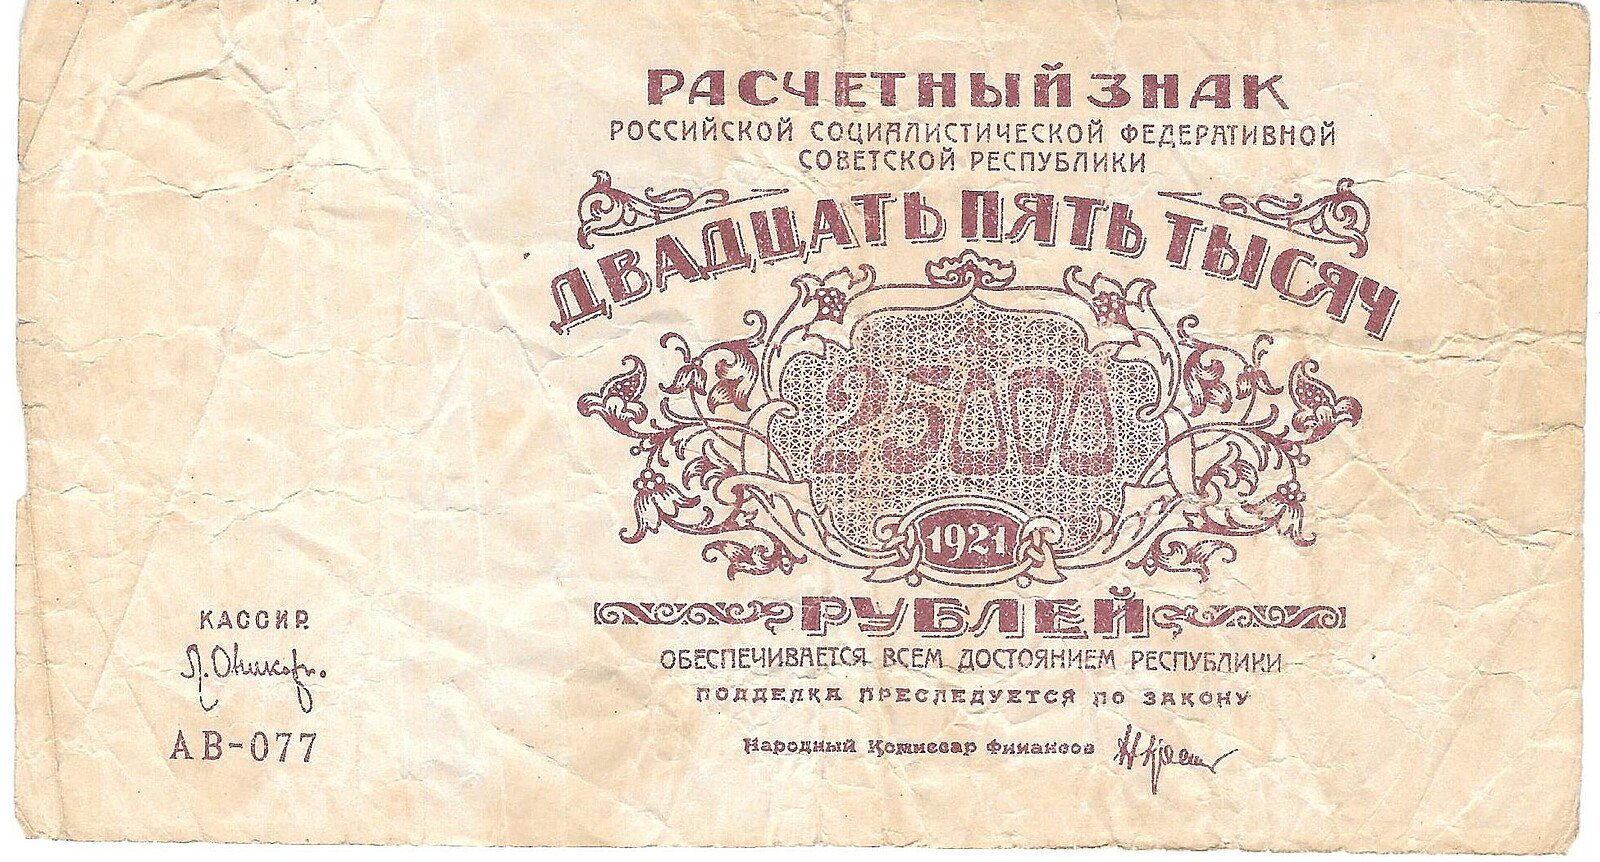 РАСЧЕТНЫЙ ЗНАК
РОССИЙСКОЙ СОЦИАЛИСТИЧЕСКОЙ ФЕДЕРАТИВНОЙ
СОВЕТСКОЙ РЕСПУБЛИКИ
ДВАДЦАТЬ ПЯТЬ ТЫСЯЧ
25000
1921
РУБЛЕЙ
ОБЕСПЕЧИВАЕТСЯ ВСЕМ ДОСТОЯНИЕМ РЕСПУБЛИКИ
ПОДДЕЛКА ПРЕСЛЕДУЕТСЯ ПО ЗАКОНУ
Народный Комиссар Финансов
КАССИР.
АВ-077